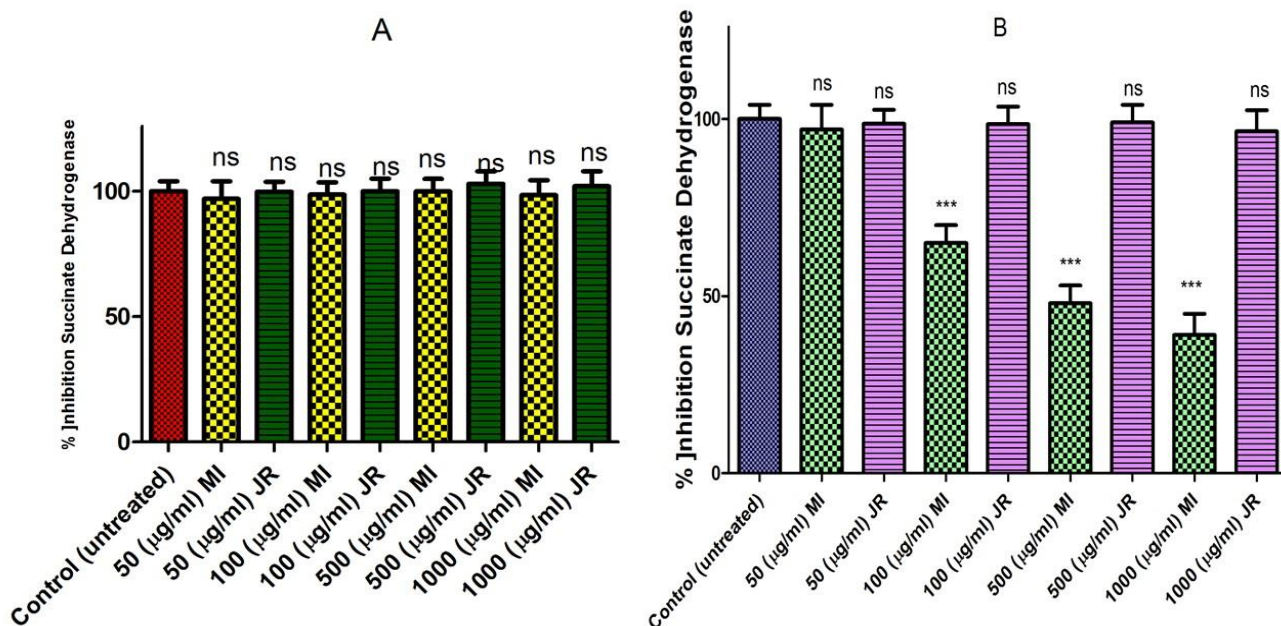 A
% ]nhibition Succinate Dehydrogenase
100
50
0
ns
ns
ns
ns
ns
ns
ns
ns
Control (untreated)
50 (µg/ml) MI
50 (µg/ml) JR
100 (µg/ml) MI
100 (µg/ml) JR
500 (µg/ml) MI
500 (µg/ml) JR
1000 (µg/ml) MI
1000 (µg/ml) JR
B
% ]nhibition Succinate Dehydrogenase
100
50
0
ns
ns
***
ns
***
ns
***
ns
Control (untreated)
50 (µg/ml) MI
50 (µg/ml) JR
100 (µg/ml) MI
100 (µg/ml) JR
500 (µg/ml) MI
500 (µg/ml) JR
1000 (µg/ml) MI
1000 (µg/ml) JR